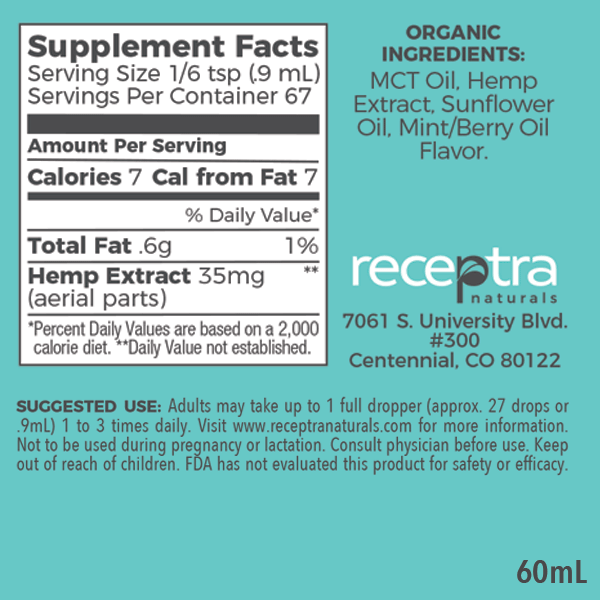 Supplement Facts
Serving Size 1/6 tsp (.9 mL)
Servings Per Container 67
Amount Per Serving
Calories 7 Cal from Fat 7
% Daily Value*
Total Fat .6g 1%
Hemp Extract 35mg **
(aerial parts)
*Percent Daily Values are based on a 2,000
calorie diet. **Daily Value not established.
ORGANIC
INGREDIENTS:
MCT Oil, Hemp
Extract, Sunflower
Oil, Mint/Berry Oil
Flavor.
receptra
naturals
7061 S. University Blvd.
#300
Centennial, CO 80122
SUGGESTED USE: Adults may take up to 1 full dropper (approx. 27 drops or
.9mL) 1 to 3 times daily. Visit www.receptranaturals.com for more information.
Not to be used during pregnancy or lactation. Consult physician before use. Keep
out of reach of children. FDA has not evaluated this product for safety or efficacy.
60mL